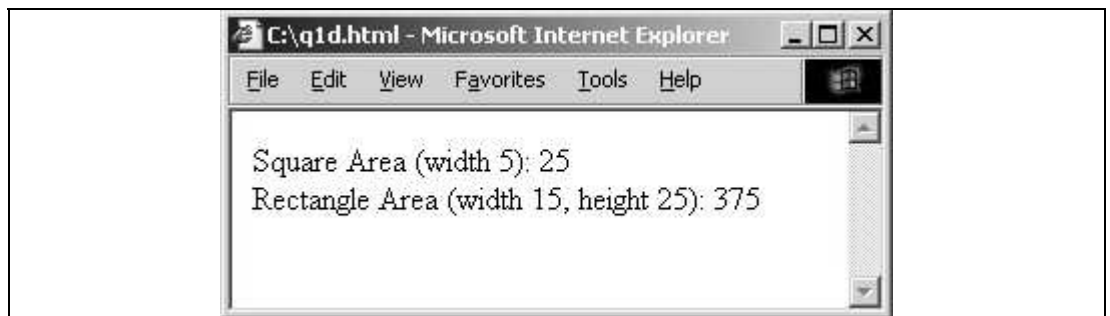 C:\q1d.html - Microsoft Internet Explorer
File Edit View Favorites Tools Help
Square Area (width 5): 25
Rectangle Area (width 15, height 25): 375